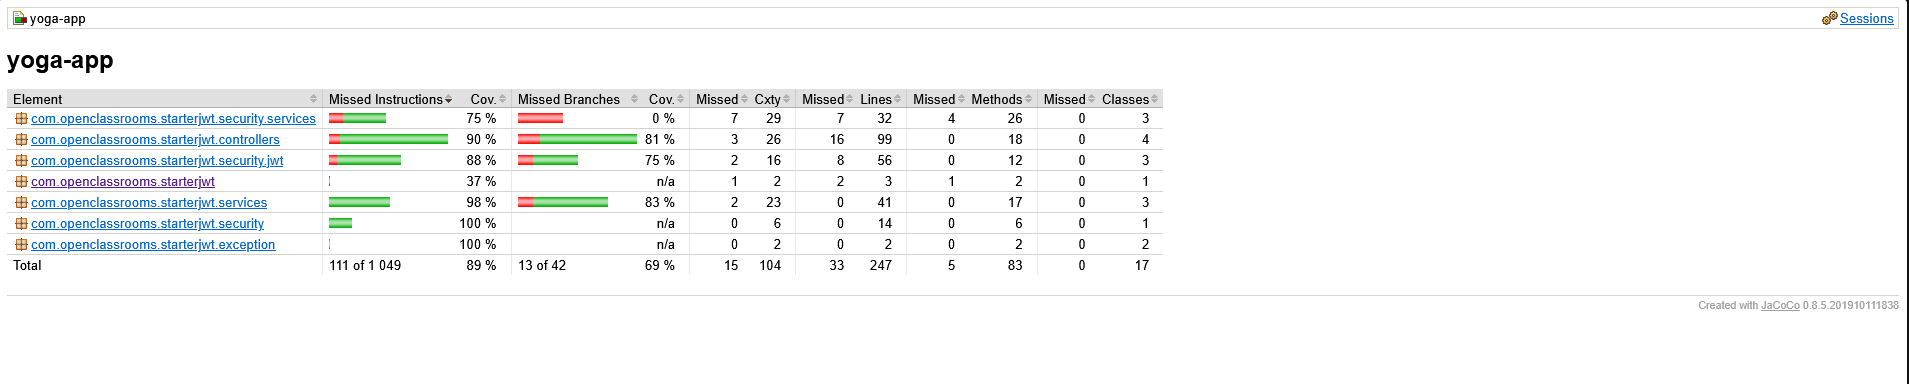 yoga-app Sessions
yoga-app
Element Missed Instructions Cov. Missed Branches Cov. Missed Cxty Missed Lines Missed Methods Missed Classes
com.openclassrooms.starterjwt.security.services 75 % 0 % 7 29 7 32 4 26 0 3
com.openclassrooms.starterjwt.controllers 90 % 81 % 3 26 16 99 0 18 0 4
com.openclassrooms.starterjwt.security.jwt 88 % 75 % 2 16 8 56 0 12 0 3
com.openclassrooms.starterjwt 37 % n/a 1 2 2 3 1 2 0 1
com.openclassrooms.starterjwt.services 98 % 83 % 2 23 0 41 0 17 0 3
com.openclassrooms.starterjwt.security 100 % n/a 0 6 0 14 0 6 0 1
com.openclassrooms.starterjwt.exception 100 % n/a 0 2 0 2 0 2 0 2
Total 111 of 1 049 89 % 13 of 42 69 % 15 104 33 247 5 83 0 17
Created with JaCoCo 0.8.5.201910111838